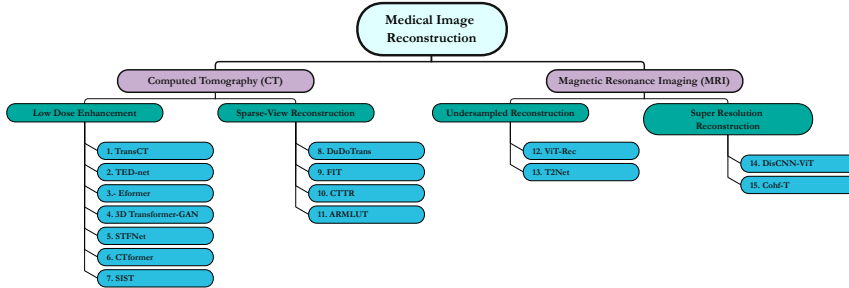 Medical Image
Reconstruction
Computed Tomography (CT)
Magnetic Resonance Imaging (MRI)
Low Dose Enhancement
Sparse-View Reconstruction
Undersampled Reconstruction
Super Resolution
Reconstruction
1. TransCT
2. TED-net
3.- Eformer
4. 3D Transformer-GAN
5. STFNet
6. CTformer
7. SIST
8. DuDoTrans
9. FIT
10. CTTR
11. ARMLUT
12. ViT-Rec
13. T2Net
14. DisCNN-ViT
15. Cohf-T